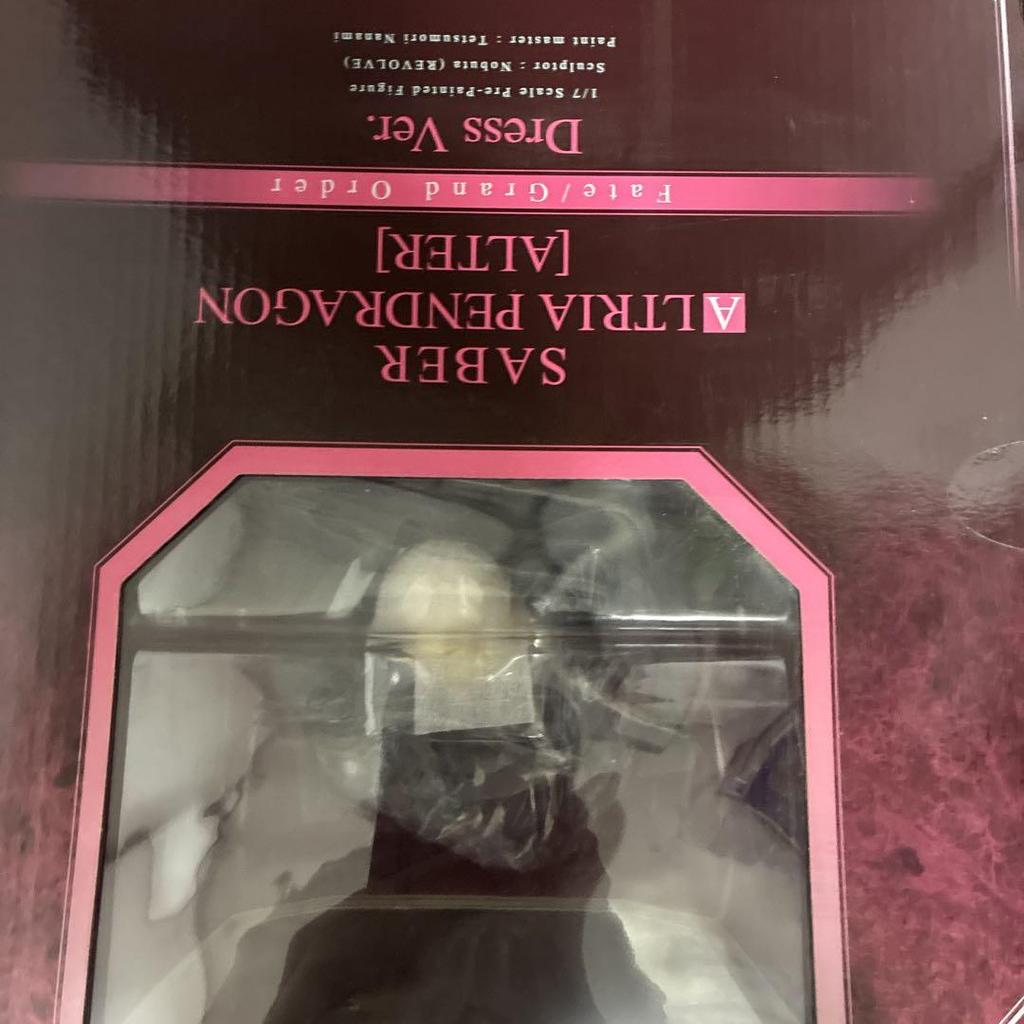 SABER
ALTRIA PENDRAGON
[ALTER]
Fate/Grand Order
Dress Ver.
1/7 Scale Pre-Painted Figure
Sculptor : Nobuta (REVOLVE)
Paint master : Tetsumori Nanami